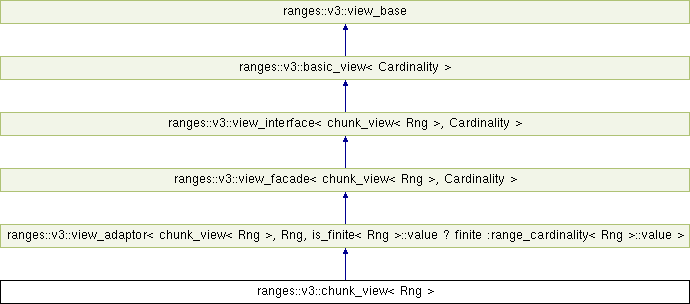 ranges::v3::view_base
ranges::v3::basic_view< Cardinality >
ranges::v3::view_interface< chunk_view< Rng >, Cardinality >
ranges::v3::view_facade< chunk_view< Rng >, Cardinality >
ranges::v3::view_adaptor< chunk_view< Rng >, Rng, is_finite< Rng >::value ? finite :range_cardinality< Rng >::value >
ranges::v3::chunk_view< Rng >